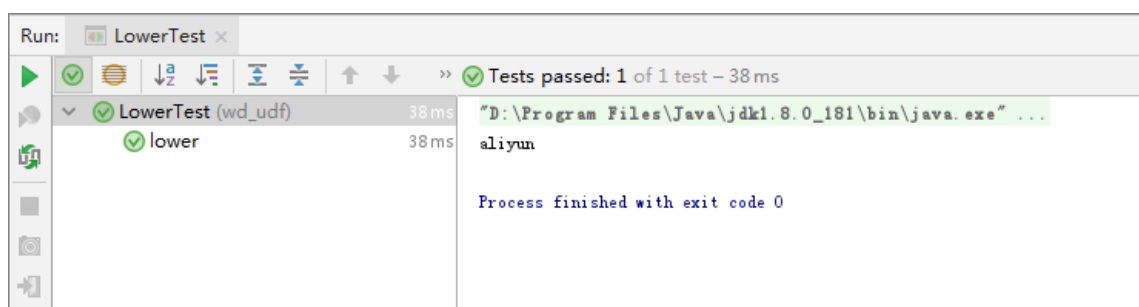 Run: LowerTest ×
» Tests passed: 1 of 1 test – 38 ms
LowerTest (wd_udf) 38 ms
lower 38 ms
"D:\Program Files\Java\jdk1.8.0_181\bin\java.exe" ...
aliyun
Process finished with exit code 0